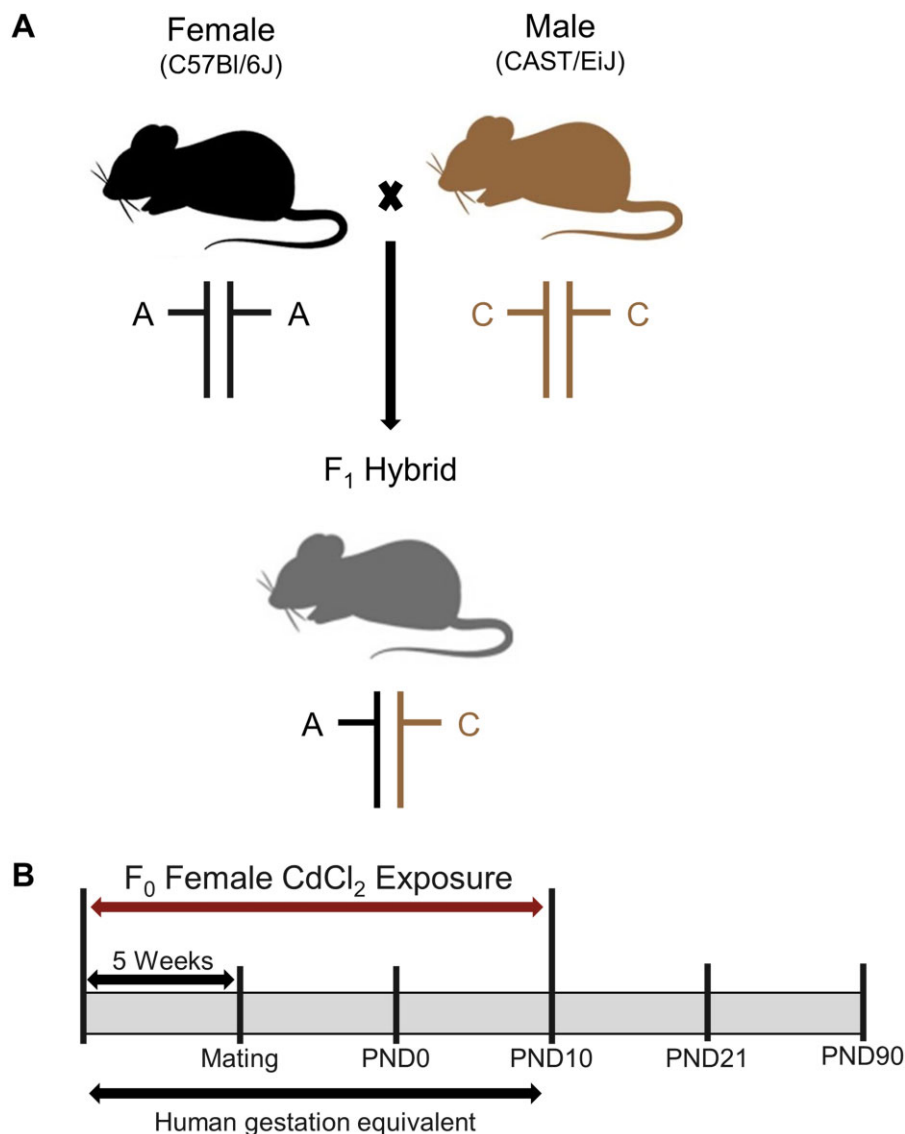 A
Female
(C57Bl/6J)
Male
(CAST/EiJ)
A A
C C
F₁ Hybrid
A C
B
F₀ Female CdCl₂ Exposure
5 Weeks
Mating PND0 PND10 PND21 PND90
Human gestation equivalent